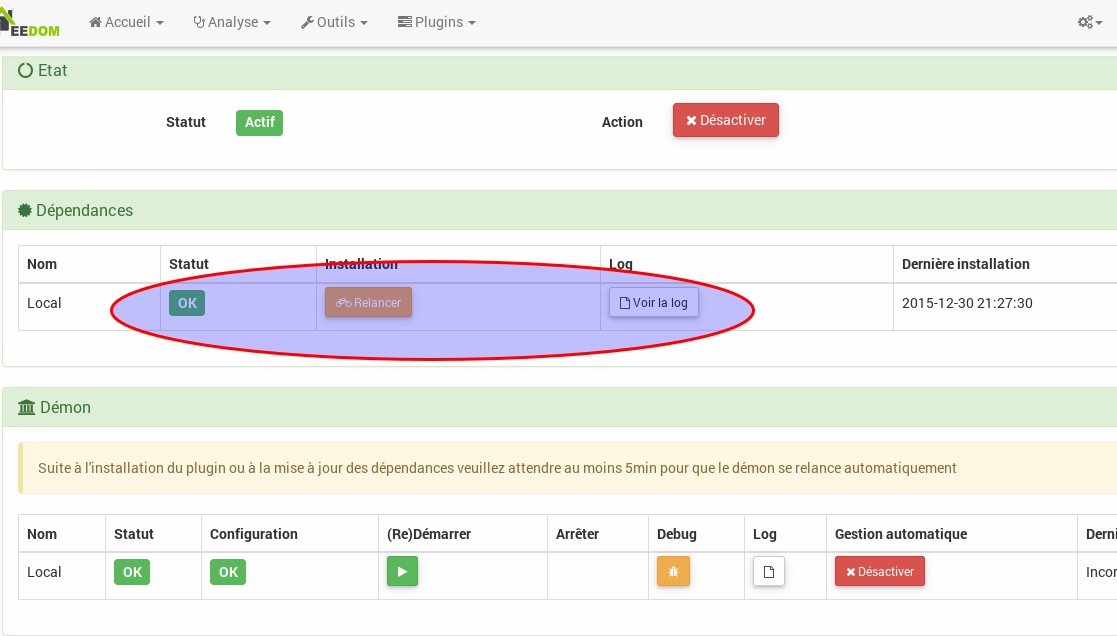 EEDOM Accueil Analyse Outils Plugins
Etat
Statut Actif Action Désactiver
Dépendances
Nom Statut Installation Log Dernière installation
Local OK Relancer Voir la log 2015-12-30 21:27:30
Démon
Suite à l'installation du plugin ou à la mise à jour des dépendances veuillez attendre au moins 5min pour que le démon se relance automatiquement
Nom Statut Configuration (Re)Démarrer Arrêter Debug Log Gestion automatique
Local OK OK Désactiver